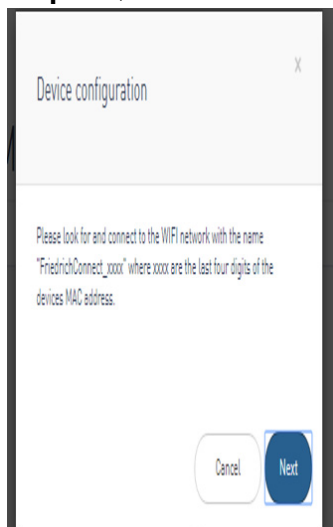 Device configuration
X
Please look for and connect to the WIFI network with the name
"FriedrichConnect_xxxx" where xxxx are the last four digits of the
devices MAC address.
Cancel
Next